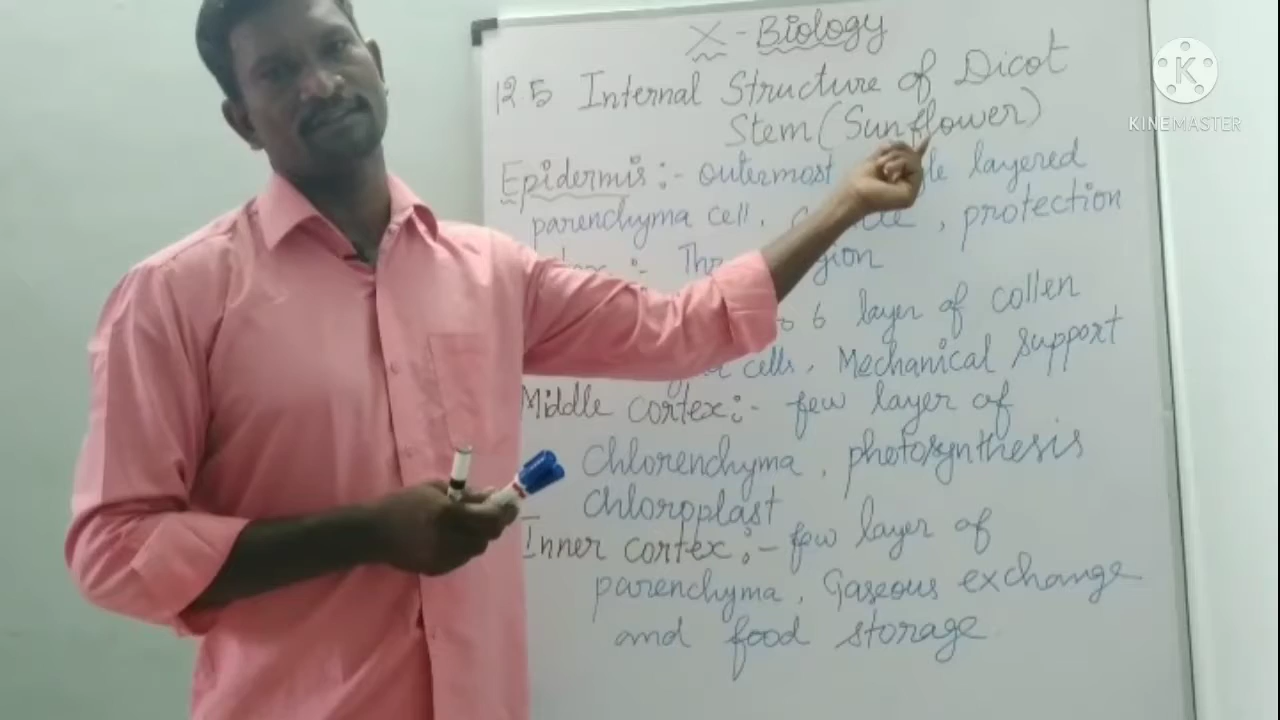 X - Biology
12.5 Internal Structure of Dicot
Stem (Sunflower)
Epidermis :- outermost layered
parenchyma cell, , protection
:-
6 layer of collen
cells, Mechanical support
Middle cortex :- few layer of
chlorenchyma, photosynthesis
chloroplast
Inner cortex :- few layer of
parenchyma, Gaseous exchange
and food storage
KINEMASTER